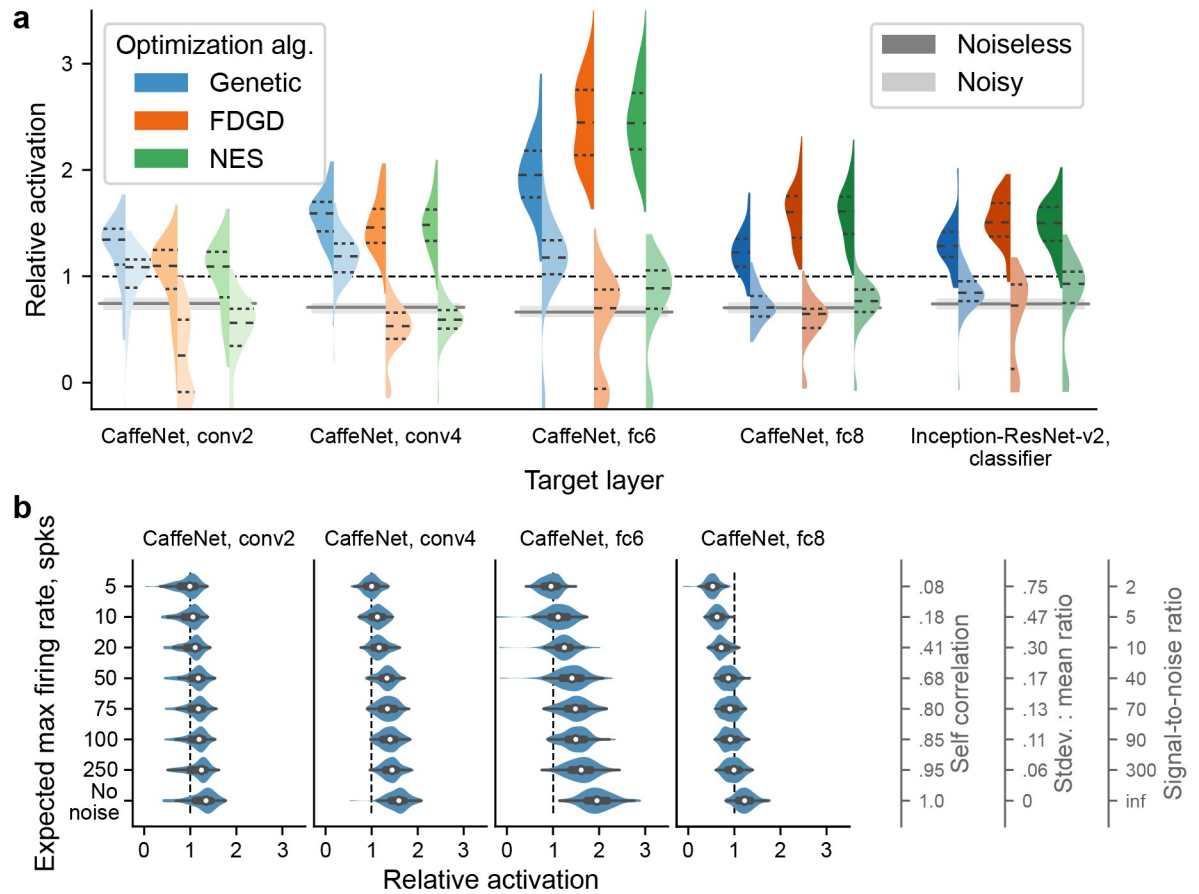 a
Optimization alg.
Genetic
FDGD
NES
Noiseless
Noisy
Relative activation
3
2
1
0
CaffeNet, conv2
CaffeNet, conv4
CaffeNet, fc6
CaffeNet, fc8
Inception-ResNet-v2,
classifier
Target layer
b
Expected max firing rate, spks
CaffeNet, conv2
CaffeNet, conv4
CaffeNet, fc6
CaffeNet, fc8
5
10
20
50
75
100
250
No
noise
0 1 2 3
0 1 2 3
0 1 2 3
0 1 2 3
Relative activation
.08
.18
.41
.68
.80
.85
.95
1.0
Self correlation
.75
.47
.30
.17
.13
.11
.06
0
Stdev. : mean ratio
2
5
10
40
70
90
300
inf
Signal-to-noise ratio